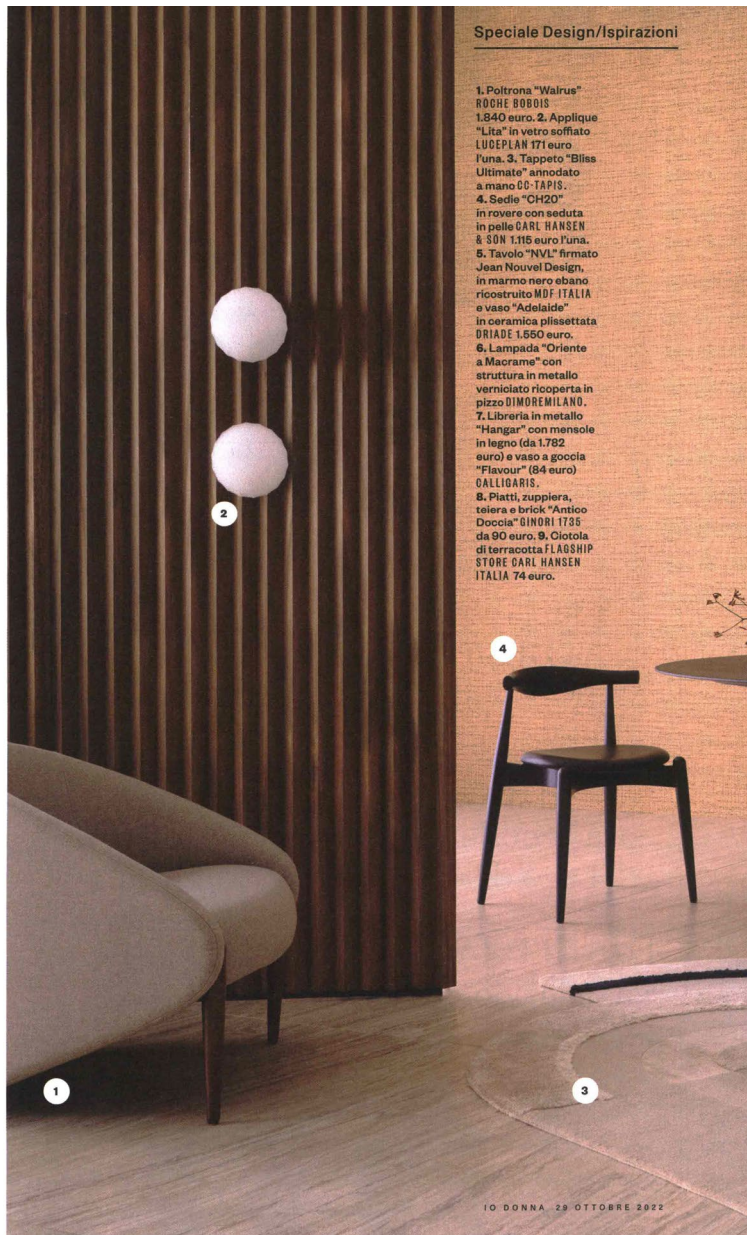 Speciale Design/Ispirazioni
1. Poltrona “Walrus”
ROCHE BOBOIS
1.840 euro. 2. Applique
“Lita” in vetro soffiato
LUCEPLAN 171 euro
l’una. 3. Tappeto “Bliss
Ultimate” annodato
a mano CC-TAPIS.
4. Sedie “CH20”
in rovere con seduta
in pelle CARL HANSEN
& SON 1.115 euro l’una.
5. Tavolo “NVL” firmato
Jean Nouvel Design,
in marmo nero ebano
ricostruito MDF ITALIA
e vaso “Adelaide”
in ceramica plissettata
DRIADE 1.550 euro.
6. Lampada “Oriente
a Macrame” con
struttura in metallo
verniciato ricoperta in
pizzo DIMOREMILANO.
7. Libreria in metallo
“Hangar” con mensole
in legno (da 1.782
euro) e vaso a goccia
“Flavour” (84 euro)
CALLIGARIS.
8. Piatti, zuppiera,
teiera e brick “Antico
Doccia” GINORI 1735
da 90 euro. 9. Ciotola
di terracotta FLAGSHIP
STORE CARL HANSEN
ITALIA 74 euro.
2
4
1
3
IO DONNA 29 OTTOBRE 2022